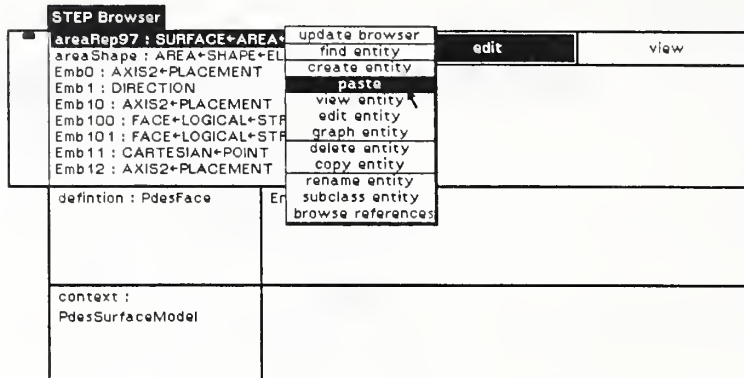 STEP Browser
areaRep97 : SURFACE←AREA←
areaShape : AREA←SHAPE←EL
Emb0 : AXIS2←PLACEMENT
Emb1 : DIRECTION
Emb10 : AXIS2←PLACEMENT
Emb100 : FACE←LOGICAL←STR
Emb101 : FACE←LOGICAL←STR
Emb11 : CARTESIAN←POINT
Emb12 : AXIS2←PLACEMENT
update browser
find entity
create entity
paste
view entity
edit entity
graph entity
delete entity
copy entity
rename entity
subclass entity
browse references
edit
view
defintion : PdesFace
Em
context :
PdesSurfaceModel